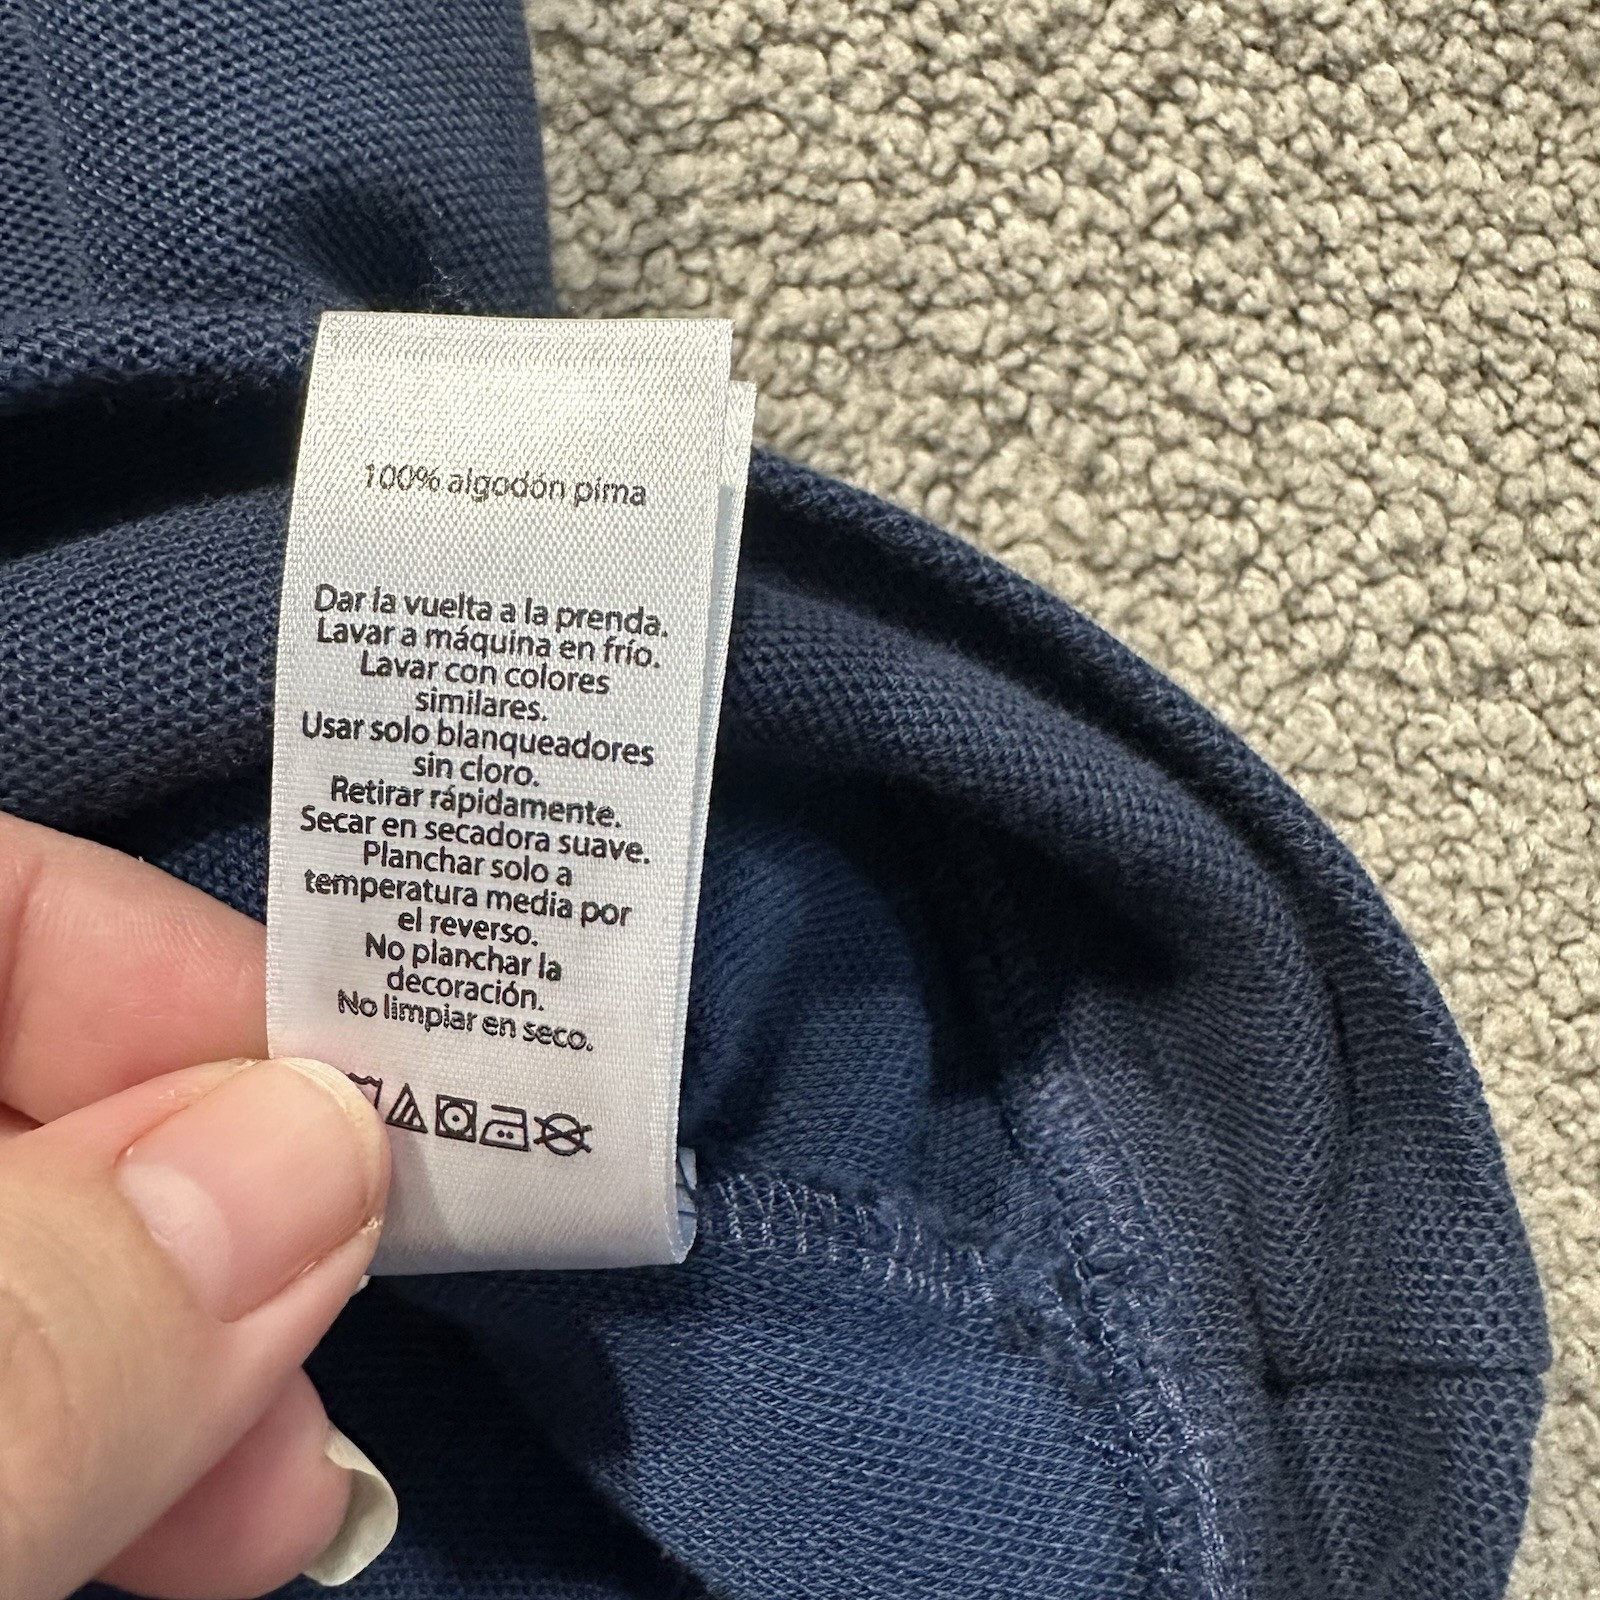 100% algodón pima
Dar la vuelta a la prenda.
Lavar a máquina en frío.
Lavar con colores
similares.
Usar solo blanqueadores
sin cloro.
Retirar rápidamente.
Secar en secadora suave.
Planchar solo a
temperatura media por
el reverso.
No planchar la
decoración.
No limpiar en seco.